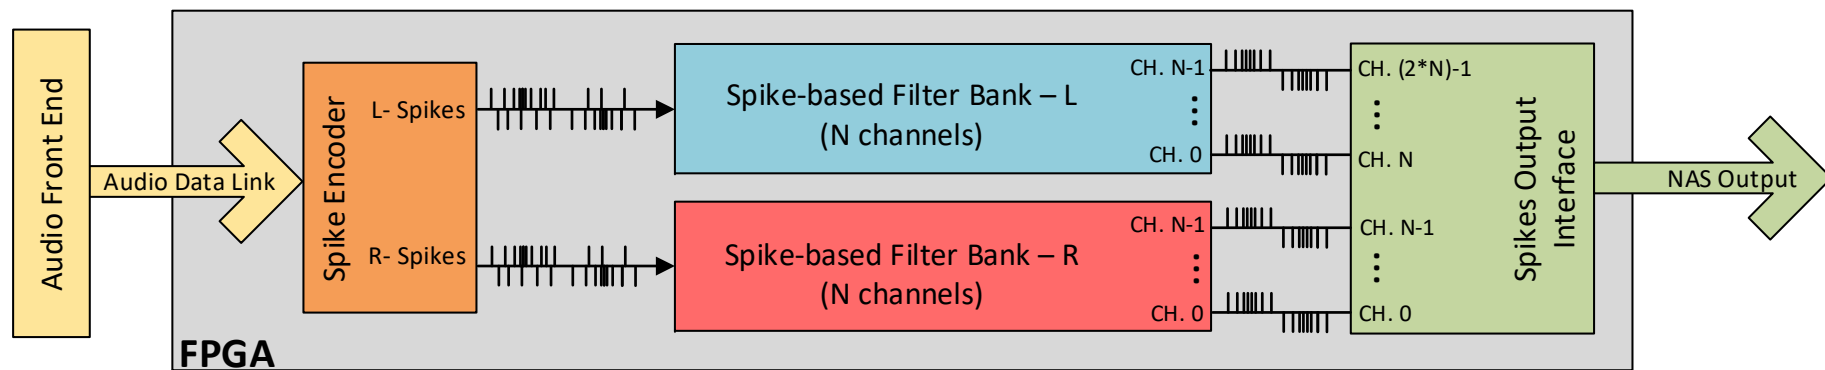 Audio Front End
Audio Data Link
Spike Encoder
L- Spikes
R- Spikes
Spike-based Filter Bank – L
(N channels)
CH. N-1
CH. 0
Spike-based Filter Bank – R
(N channels)
CH. N-1
CH. 0
CH. (2*N)-1
CH. N
CH. N-1
CH. 0
Spikes Output
Interface
NAS Output
FPGA